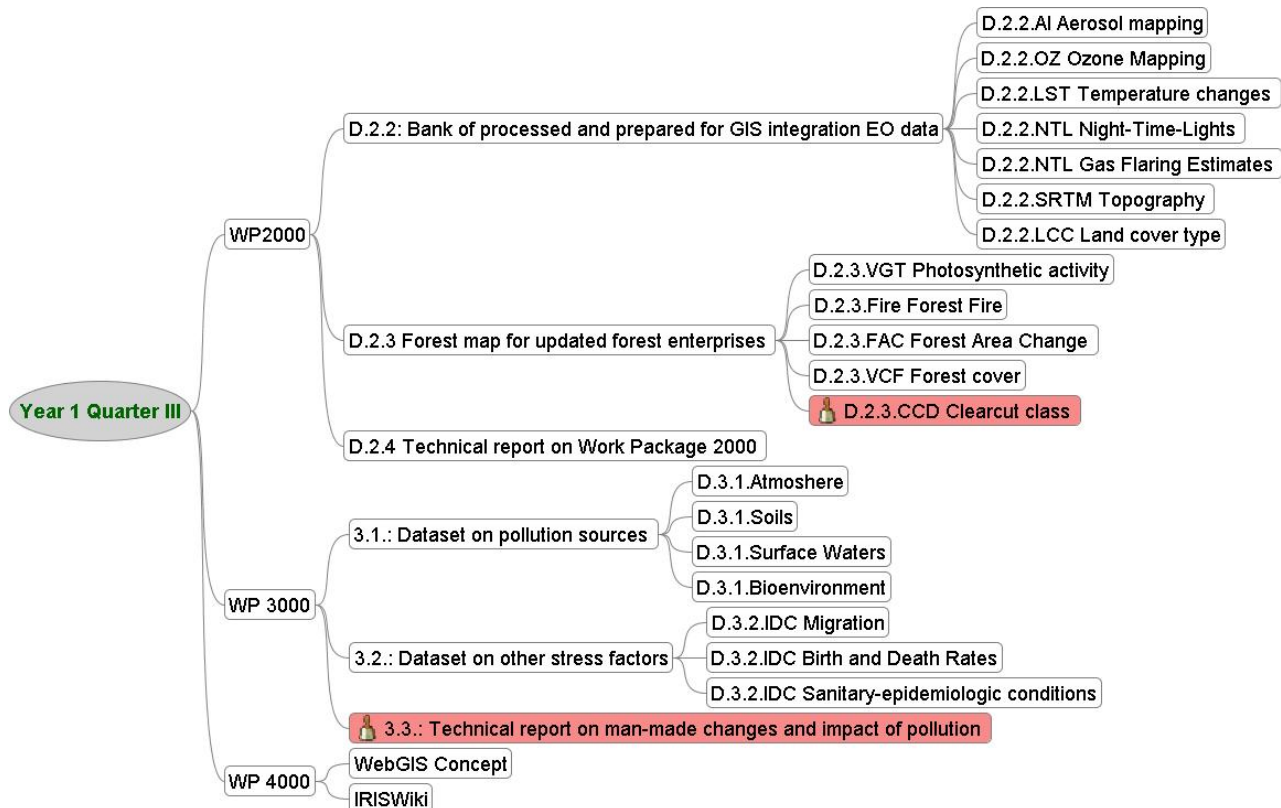 Year 1 Quarter III
WP2000
D.2.2: Bank of processed and prepared for GIS integration EO data
D.2.2.AI Aerosol mapping
D.2.2.OZ Ozone Mapping
D.2.2.LST Temperature changes
D.2.2.NTL Night-Time-Lights
D.2.2.NTL Gas Flaring Estimates
D.2.2.SRTM Topography
D.2.2.LCC Land cover type
D.2.3 Forest map for updated forest enterprises
D.2.3.VGT Photosynthetic activity
D.2.3.Fire Forest Fire
D.2.3.FAC Forest Area Change
D.2.3.VCF Forest cover
D.2.3.CCD Clearcut class
D.2.4 Technical report on Work Package 2000
WP 3000
3.1.: Dataset on pollution sources
D.3.1.Atmoshere
D.3.1.Soils
D.3.1.Surface Waters
D.3.1.Bioenvironment
3.2.: Dataset on other stress factors
D.3.2.IDC Migration
D.3.2.IDC Birth and Death Rates
D.3.2.IDC Sanitary-epidemiologic conditions
3.3.: Technical report on man-made changes and impact of pollution
WP 4000
WebGIS Concept
IRISWiki